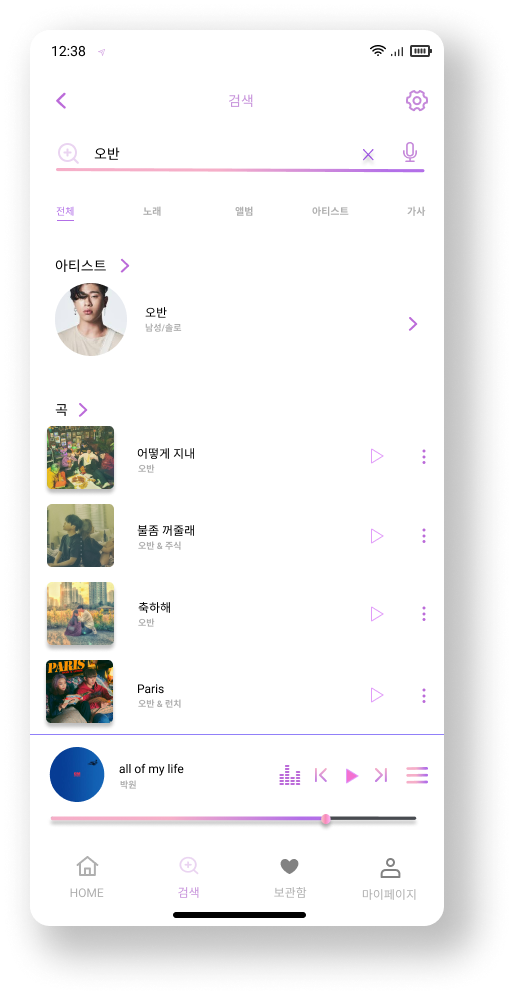 12:38
검색
오반
전체 노래 앨범 아티스트 가사
아티스트
오반
남성/솔로
곡
어떻게 지내
오반
불좀 꺼줄래
오반 & 주식
축하해
오반
PARIS
Paris
오반 & 런치
all of my life
박원
HOME 검색 보관함 마이페이지